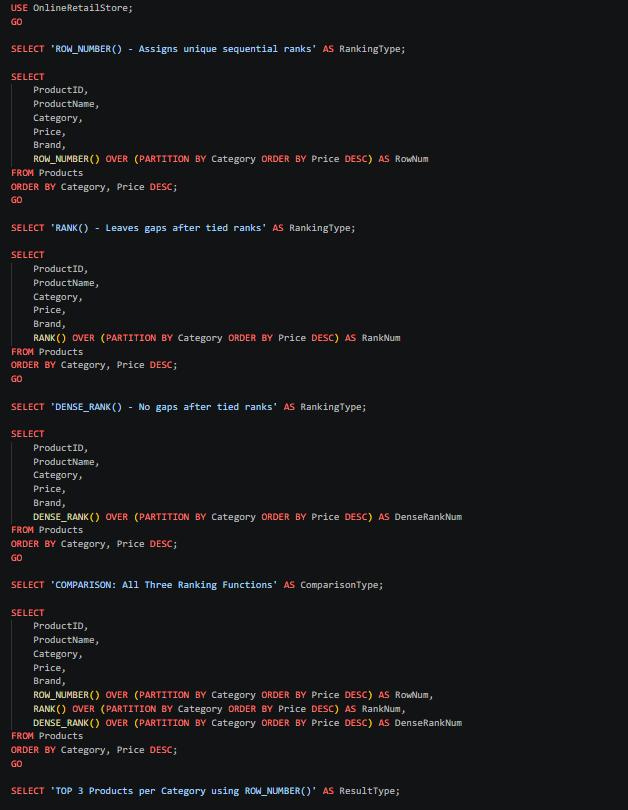 USE OnlineRetailStore;
GO
SELECT 'ROW_NUMBER() - Assigns unique sequential ranks' AS RankingType;
SELECT
ProductID,
ProductName,
Category,
Price,
Brand,
ROW_NUMBER() OVER (PARTITION BY Category ORDER BY Price DESC) AS RowNum
FROM Products
ORDER BY Category, Price DESC;
GO
SELECT 'RANK() - Leaves gaps after tied ranks' AS RankingType;
SELECT
ProductID,
ProductName,
Category,
Price,
Brand,
RANK() OVER (PARTITION BY Category ORDER BY Price DESC) AS RankNum
FROM Products
ORDER BY Category, Price DESC;
GO
SELECT 'DENSE_RANK() - No gaps after tied ranks' AS RankingType;
SELECT
ProductID,
ProductName,
Category,
Price,
Brand,
DENSE_RANK() OVER (PARTITION BY Category ORDER BY Price DESC) AS DenseRankNum
FROM Products
ORDER BY Category, Price DESC;
GO
SELECT 'COMPARISON: All Three Ranking Functions' AS ComparisonType;
SELECT
ProductID,
ProductName,
Category,
Price,
Brand,
ROW_NUMBER() OVER (PARTITION BY Category ORDER BY Price DESC) AS RowNum,
RANK() OVER (PARTITION BY Category ORDER BY Price DESC) AS RankNum,
DENSE_RANK() OVER (PARTITION BY Category ORDER BY Price DESC) AS DenseRankNum
FROM Products
ORDER BY Category, Price DESC;
GO
SELECT 'TOP 3 Products per Category using ROW_NUMBER()' AS ResultType;